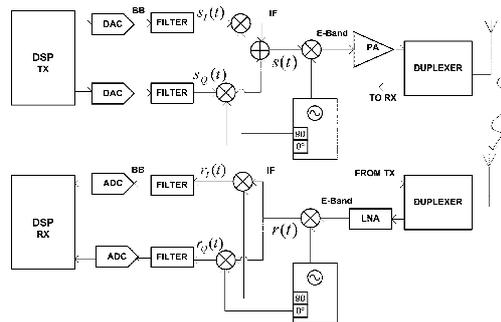 BB
IF
DAC
FILTER
s_I(t)
E-Band
DSP
TX
s(t)
PA
DUPLEXER
s_Q(t)
DAC
FILTER
TO RX
90
0°
BB
r_I(t)
IF
FROM TX
ADC
FILTER
E-Band
DSP
RX
r(t)
LNA
DUPLEXER
r_Q(t)
ADC
FILTER
90
0°